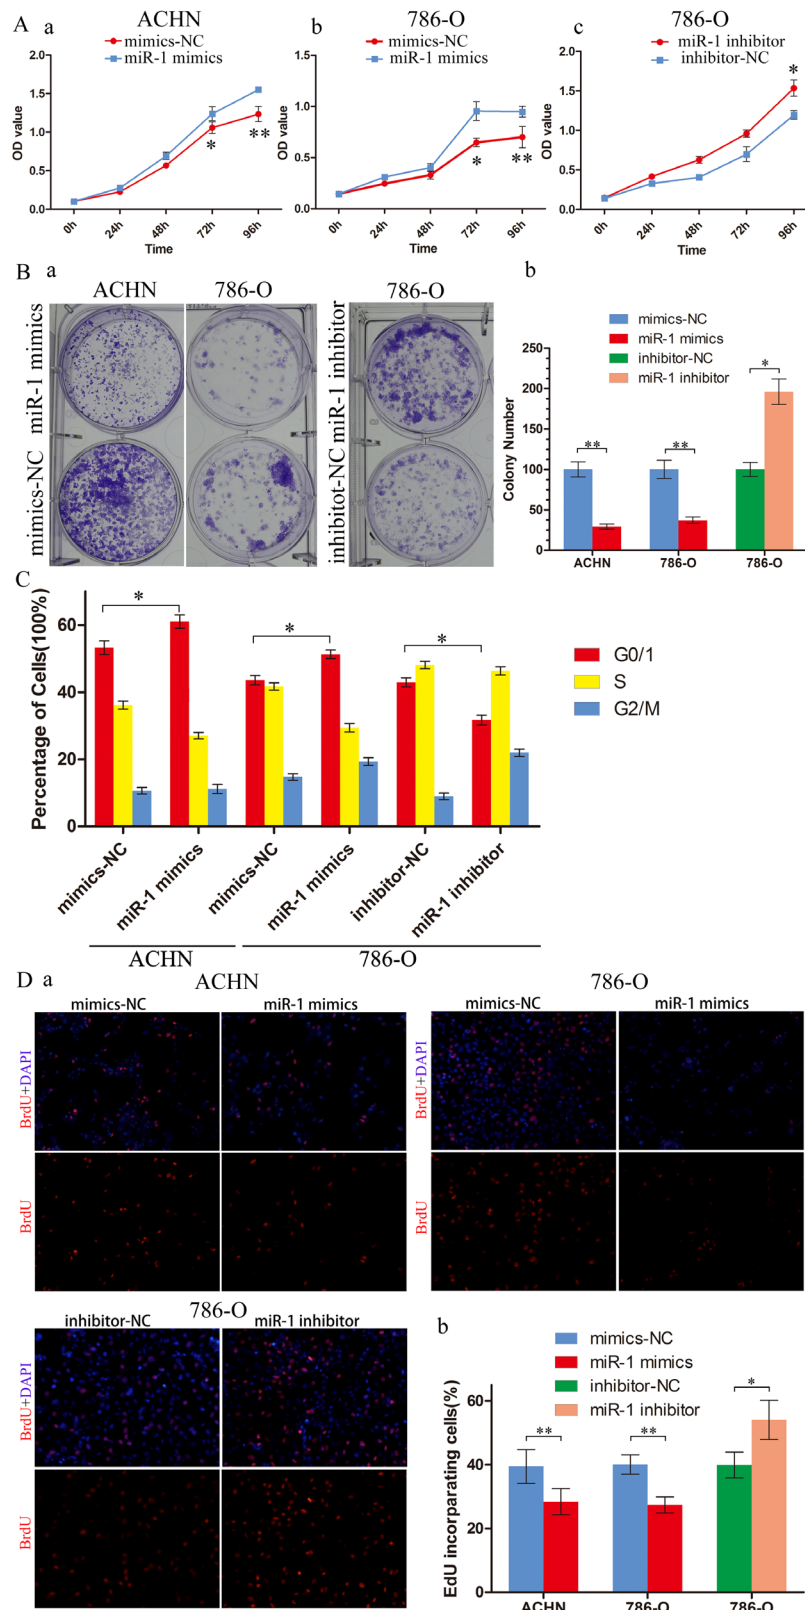 A a ACHN
mimics-NC
miR-1 mimics
OD value
2.0
1.5
1.0
0.5
0.0
* **
0h 24h 48h 72h 96h
Time
b 786-O
mimics-NC
miR-1 mimics
OD value
1.5
1.0
0.5
0.0
* **
0h 24h 48h 72h 96h
Time
c 786-O
miR-1 inhibitor
inhibitor-NC
OD value
2.0
1.5
1.0
0.5
0
*
0h 24h 48h 72h 96h
Time
B a
ACHN 786-O 786-O
miR-1 mimics
mimics-NC
miR-1 inhibitor
inhibitot-NC
b
mimics-NC
miR-1 mimics
inhibitor-NC
miR-1 inhibitor
Colony Number
250
200
150
100
50
0
** ** *
ACHN 786-O 786-O
C
Percentage of Cells(100%)
60
40
20
0
* * *
G0/1
S
G2/M
mimics-NC miR-1 mimics mimics-NC miR-1 mimics inhibitor-NC miR-1 inhibitor
ACHN 786-O
D a
ACHN 786-O
mimics-NC miR-1 mimics mimics-NC miR-1 mimics
BrdU+DAPI BrdU+DAPI
BrdU BrdU
786-O
inhibitor-NC miR-1 inhibitor
BrdU+DAPI
BrdU
b
mimics-NC
miR-1 mimics
inhibitor-NC
miR-1 inhibitor
EdU incorparating cells(%)
60
40
20
0
** ** *
ACHN 786-O 786-O